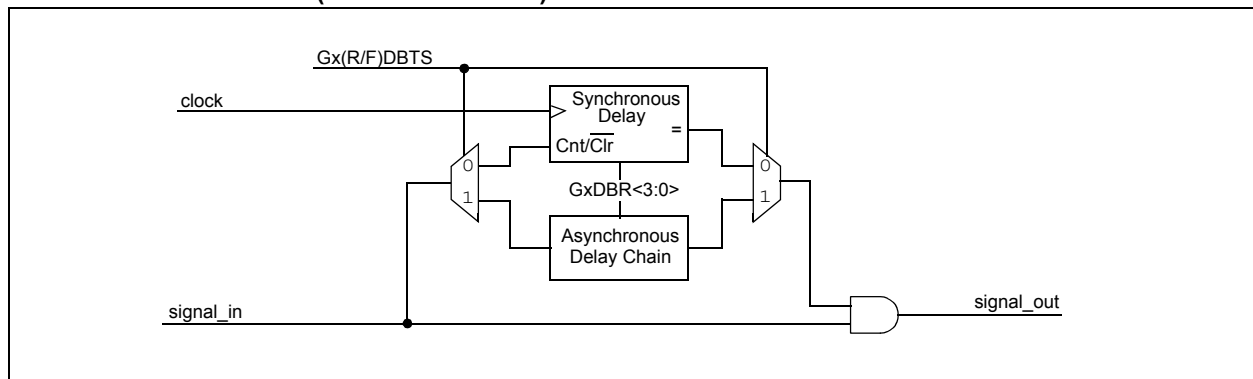 Gx(R/F)DBTS
clock
Synchronous
Delay
=
Cnt/Clr
0
0
GxDBR<3:0>
1
1
Asynchronous
Delay Chain
signal_in
signal_out